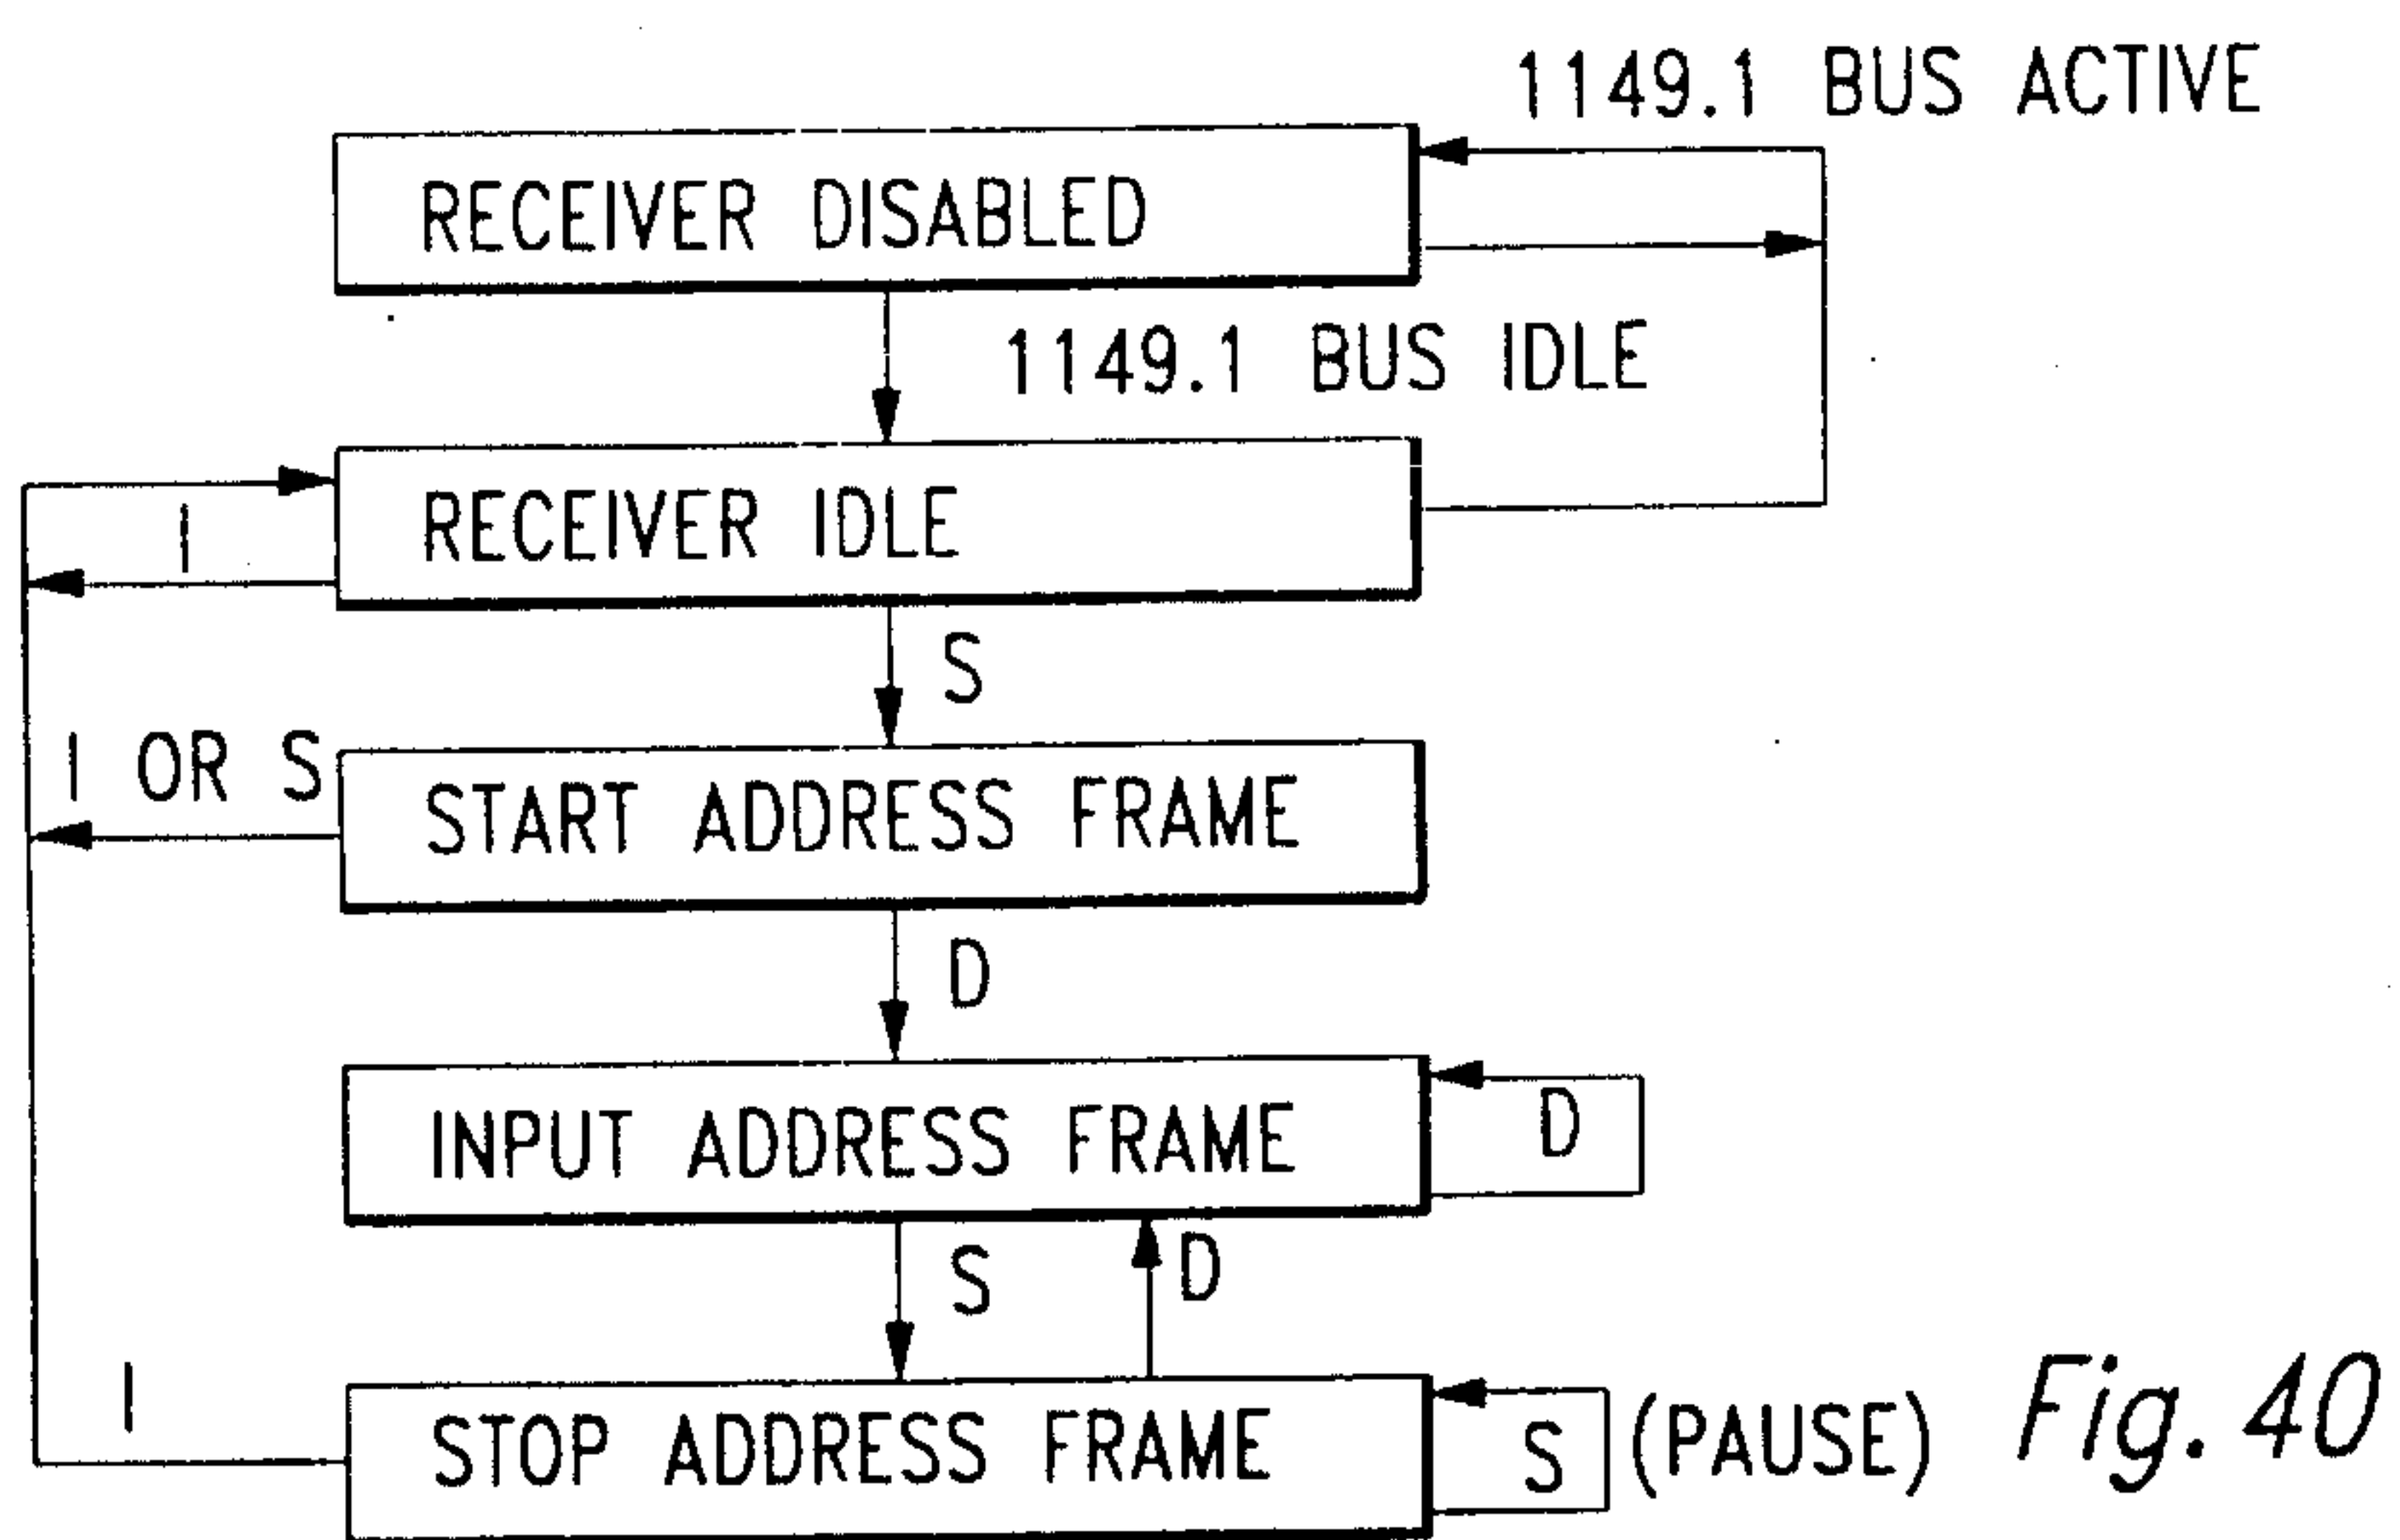 1149.1 BUS ACTIVE
RECEIVER DISABLED
1149.1 BUS IDLE
RECEIVER IDLE
I
S
I OR S
START ADDRESS FRAME
D
INPUT ADDRESS FRAME
D
S
D
I
STOP ADDRESS FRAME
S
(PAUSE)
Fig. 40